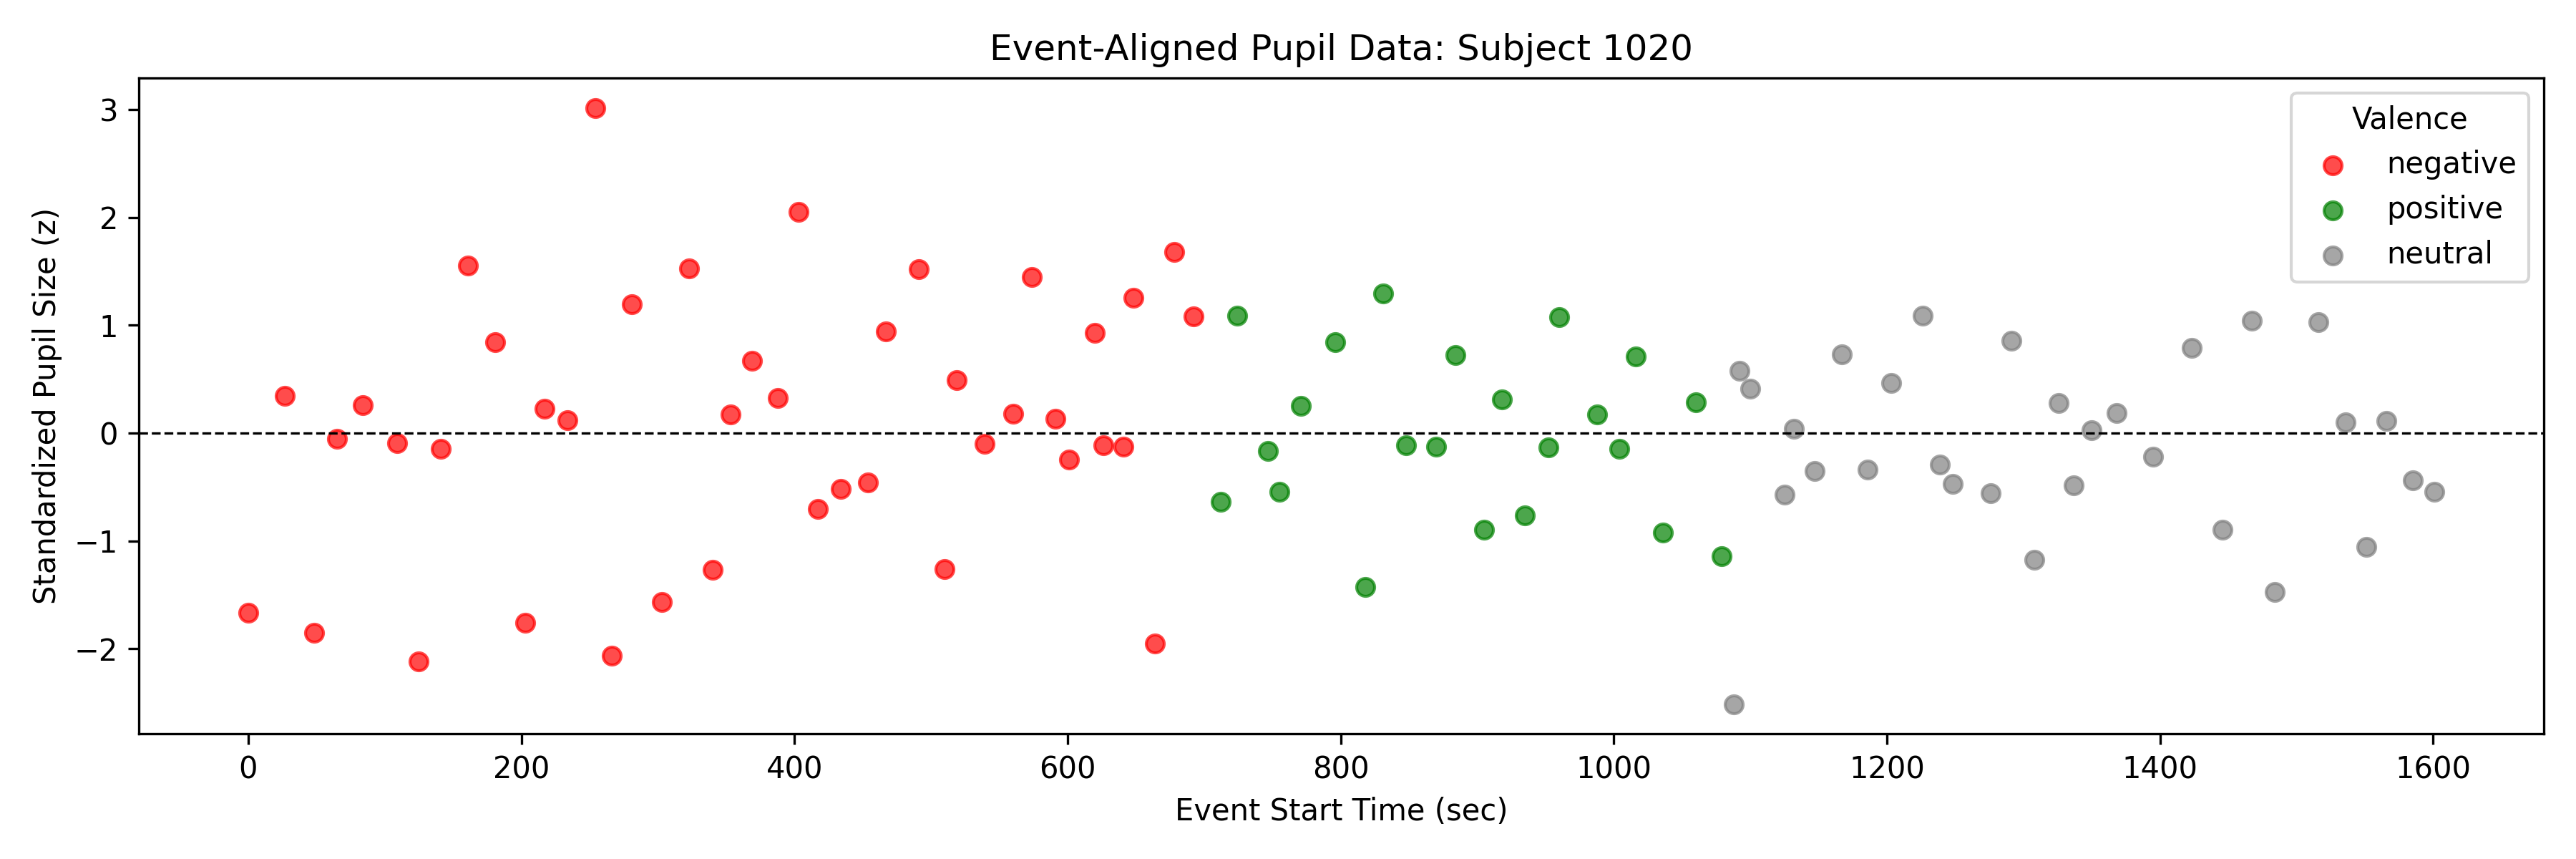 Event-Aligned Pupil Data: Subject 1020
Standardized Pupil Size (z)
3
2
1
0
−1
−2
Valence
negative
positive
neutral
0 200 400 600 800 1000 1200 1400 1600
Event Start Time (sec)